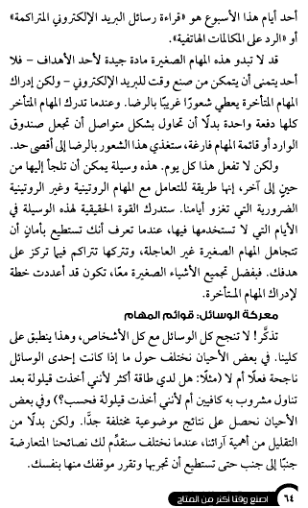 أحد أيام هذا الأسبوع هو «قراءة رسائل البريد الإلكتروني المتراكمة»
أو «الرد على المكالمات الهاتفية».
قد لا تبدو هذه المهام الصغيرة مادة جيدة لأحد الأهداف - فلا
أحد يتمنى أن يتمكن من صنع وقت للبريد الإلكتروني - ولكن إدراك
المهام المتأخرة يعطي شعورًا غريبًا بالرضا. وعندما تدرك المهام المتأخر
كلها دفعة واحدة بدلًا أن تحاول بشكل متواصل أن تجعل صندوق
الوارد أو قائمة المهام فارغة، ستغذي هذا الشعور بالرضا إلى أقصى حد.
ولكن لا تفعل هذا كل يوم. هذه وسيلة يمكن أن تلجأ إليها من
حينٍ إلى آخر، إنها طريقة للتعامل مع المهام الروتينية وغير الروتينية
الضرورية التي تغزو أيامنا. ستدرك القوة الحقيقية لهذه الوسيلة في
الأيام التي لا تستخدمها فيها، عندما تعرف أنك تستطيع بأمان أن
تتجاهل المهام الصغيرة غير العاجلة، وتتركها تتراكم فيما تركز على
هدفك. فبفضل تجميع الأشياء الصغيرة معًا، تكون قد أعددت خطة
لإدراك المهام المتأخرة.
معركة الوسائل: قوائم المهام
تذكَّر! لا تنجح كل الوسائل مع كل الأشخاص، وهذا ينطبق على
كلينا. في بعض الأحيان نختلف حول ما إذا كانت إحدى الوسائل
ناجحة فعلًا أم لا (مثلًا: هل لدي طاقة أكثر لأنني أخذت قيلولة بعد
تناول مشروب به كافيين أم لأنني أخذت قيلولة فحسب؟) وفي بعض
الأحيان نحصل على نتائج موضوعية مختلفة جدًّا. ولكن بدلًا من
التقليل من أهمية آرائنا، عندما نختلف سنقدَّم لك نصائحنا المتعارضة
جنبًا إلى جنب حتى تستطيع أن تجربها وتقرر موقفك منها بنفسك.
٦٤ اصنع وقتا أكثر من المتاح